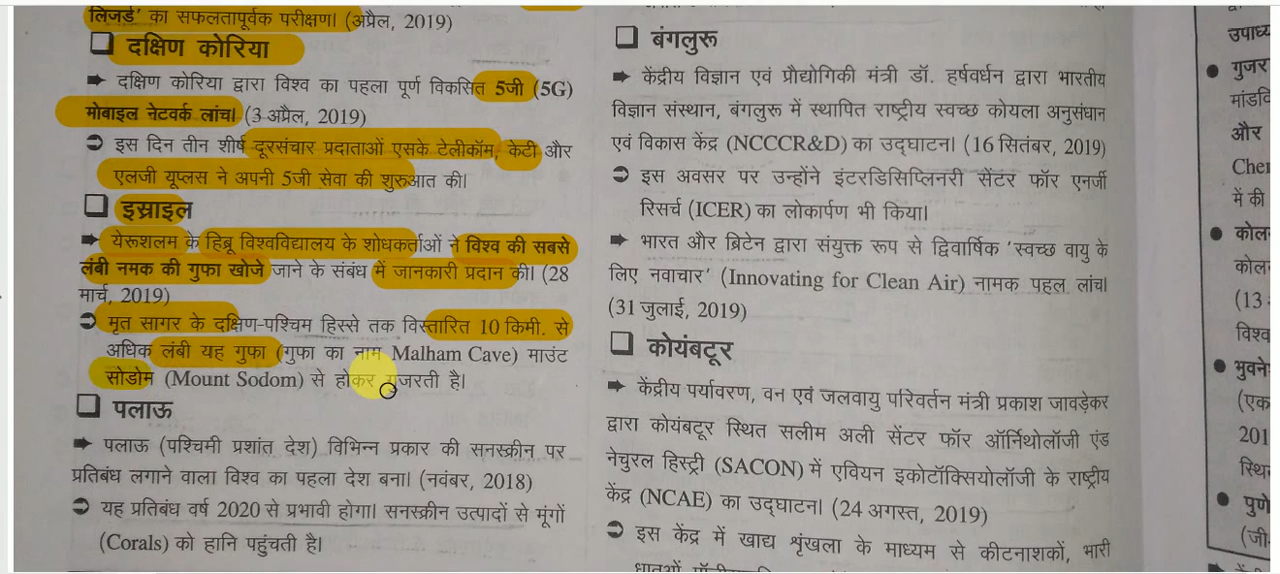 लिजर्ड' का सफलतापूर्वक परीक्षण। (अप्रैल, 2019)
❑ दक्षिण कोरिया
➡ दक्षिण कोरिया द्वारा विश्व का पहला पूर्ण विकसित 5जी (5G)
मोबाइल नेटवर्क लांच। (3 अप्रैल, 2019)
➲ इस दिन तीन शीर्ष दूरसंचार प्रदाताओं एसके टेलीकॉम, केटी और
एलजी यूप्लस ने अपनी 5जी सेवा की शुरुआत की।
❑ इस्राइल
➡ येरूशलम के हिब्रू विश्वविद्यालय के शोधकर्ताओं ने विश्व की सबसे
लंबी नमक की गुफा खोजे जाने के संबंध में जानकारी प्रदान की। (28
मार्च, 2019)
➲ मृत सागर के दक्षिण-पश्चिम हिस्से तक विस्तारित 10 किमी. से
अधिक लंबी यह गुफा (गुफा का नाम Malham Cave) माउंट
सोडोम (Mount Sodom) से होकर गुजरती है।
❑ पलाऊ
➡ पलाऊ (पश्चिमी प्रशांत देश) विभिन्न प्रकार की सनस्क्रीन पर
प्रतिबंध लगाने वाला विश्व का पहला देश बना। (नवंबर, 2018)
➲ यह प्रतिबंध वर्ष 2020 से प्रभावी होगा। सनस्क्रीन उत्पादों से मूंगों
(Corals) को हानि पहुंचती है।
❑ बंगलुरू
➡ केंद्रीय विज्ञान एवं प्रौद्योगिकी मंत्री डॉ. हर्षवर्धन द्वारा भारतीय
विज्ञान संस्थान, बंगलुरू में स्थापित राष्ट्रीय स्वच्छ कोयला अनुसंधान
एवं विकास केंद्र (NCCCR&D) का उद्घाटन। (16 सितंबर, 2019)
➲ इस अवसर पर उन्होंने इंटरडिसिप्लिनरी सेंटर फॉर एनर्जी
रिसर्च (ICER) का लोकार्पण भी किया।
➡ भारत और ब्रिटेन द्वारा संयुक्त रूप से द्विवार्षिक 'स्वच्छ वायु के
लिए नवाचार' (Innovating for Clean Air) नामक पहल लांच।
(31 जुलाई, 2019)
❑ कोयंबटूर
➡ केंद्रीय पर्यावरण, वन एवं जलवायु परिवर्तन मंत्री प्रकाश जावड़ेकर
द्वारा कोयंबटूर स्थित सलीम अली सेंटर फॉर ऑर्निथोलॉजी एंड
नेचुरल हिस्ट्री (SACON) में एवियन इकोटॉक्सियोलॉजी के राष्ट्रीय
केंद्र (NCAE) का उद्घाटन। (24 अगस्त, 2019)
➲ इस केंद्र में खाद्य शृंखला के माध्यम से कीटनाशकों, भारी
उपाध्य
• गुजर
मांडवि
और
Cher
में की
• कोल
कोल
(13
विश्व
• भुवने
(एक
201
स्थि
• पुणे
(जी